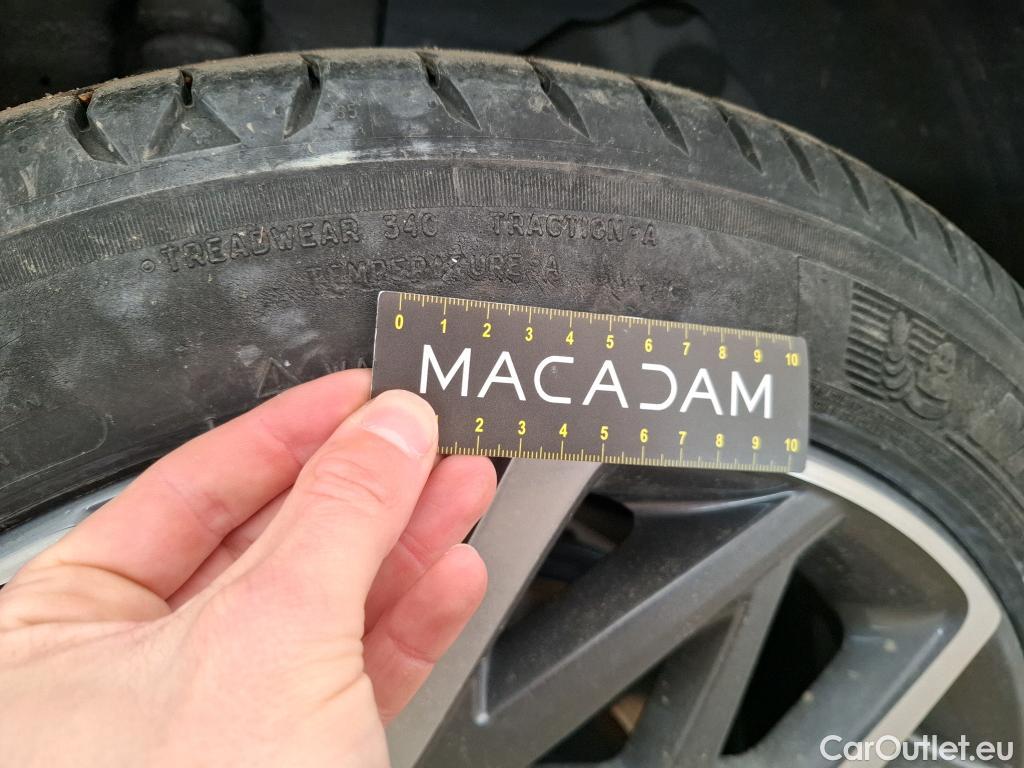 TREADWEAR 340 TRACTION A
TEMPERATURE A
0 1 2 3 4 5 6 7 8 9 10
MACADAM
1 2 3 4 5 6 7 8 9 10
CarOutlet.eu